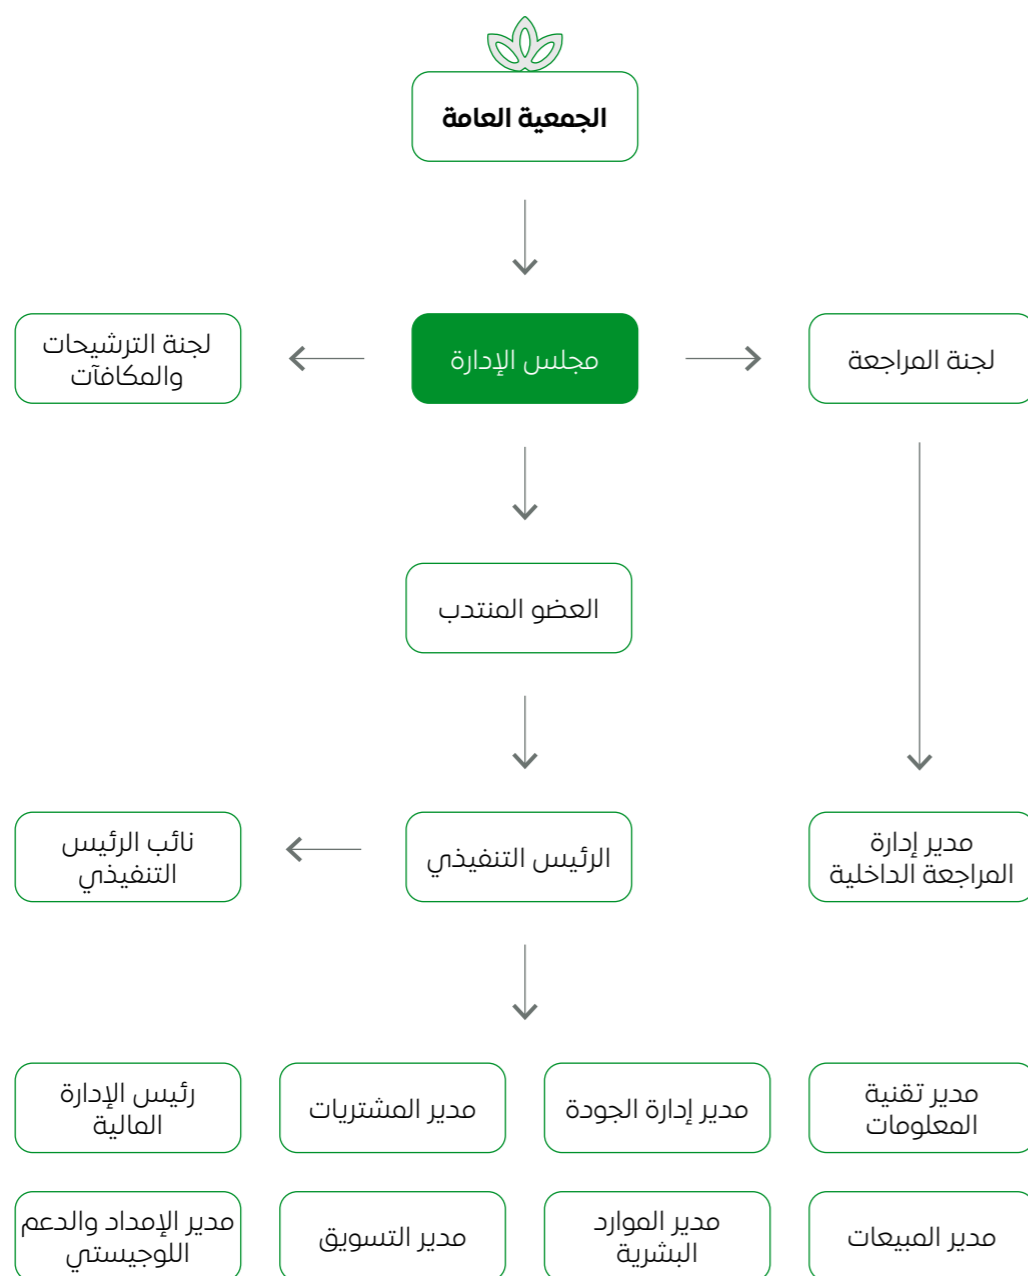 الجمعية العامة
لجنة المراجعة
مجلس الإدارة
لجنة الترشيحات
والمكافآت
العضو المنتدب
مدير إدارة
المراجعة الداخلية
الرئيس التنفيذي
نائب الرئيس
التنفيذي
مدير تقنية
المعلومات
مدير إدارة الجودة
مدير المشتريات
رئيس الإدارة
المالية
مدير المبيعات
مدير الموارد
البشرية
مدير التسويق
مدير الإمداد والدعم
اللوجيستي